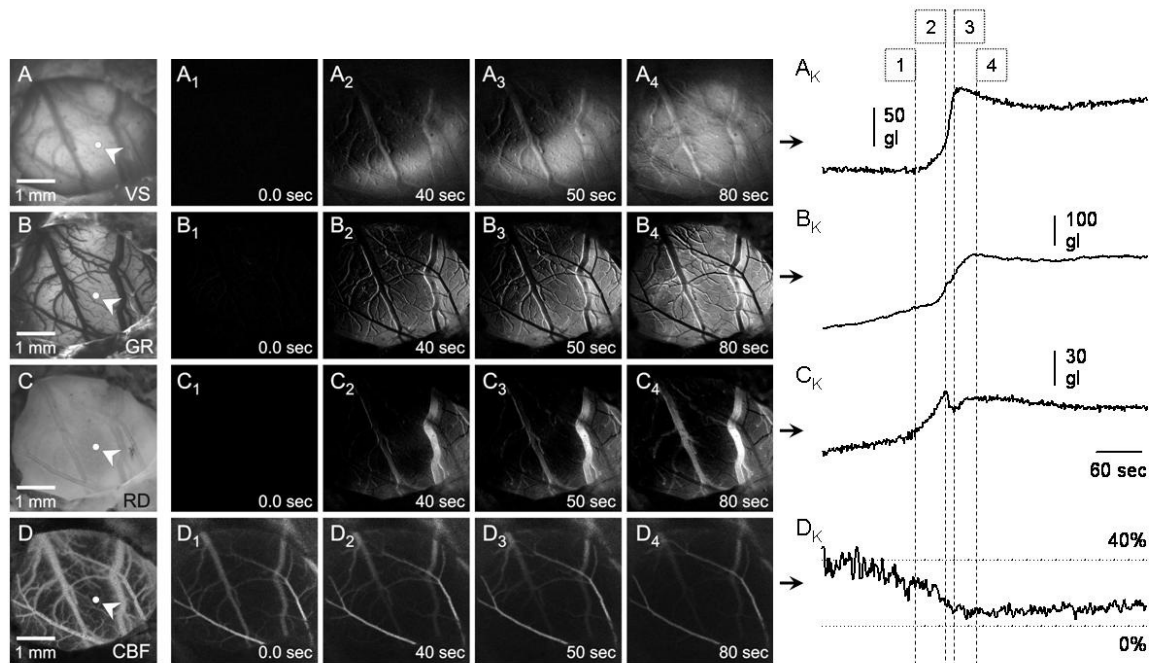 2 3
1 4
A
VS
1 mm
A1
0.0 sec
A2
40 sec
A3
50 sec
A4
80 sec
AK
50
gl
B
GR
1 mm
B1
0.0 sec
B2
40 sec
B3
50 sec
B4
80 sec
BK
100
gl
C
RD
1 mm
C1
0.0 sec
C2
40 sec
C3
50 sec
C4
80 sec
CK
30
gl
60 sec
D
CBF
1 mm
D1
0.0 sec
D2
40 sec
D3
50 sec
D4
80 sec
DK
40%
0%